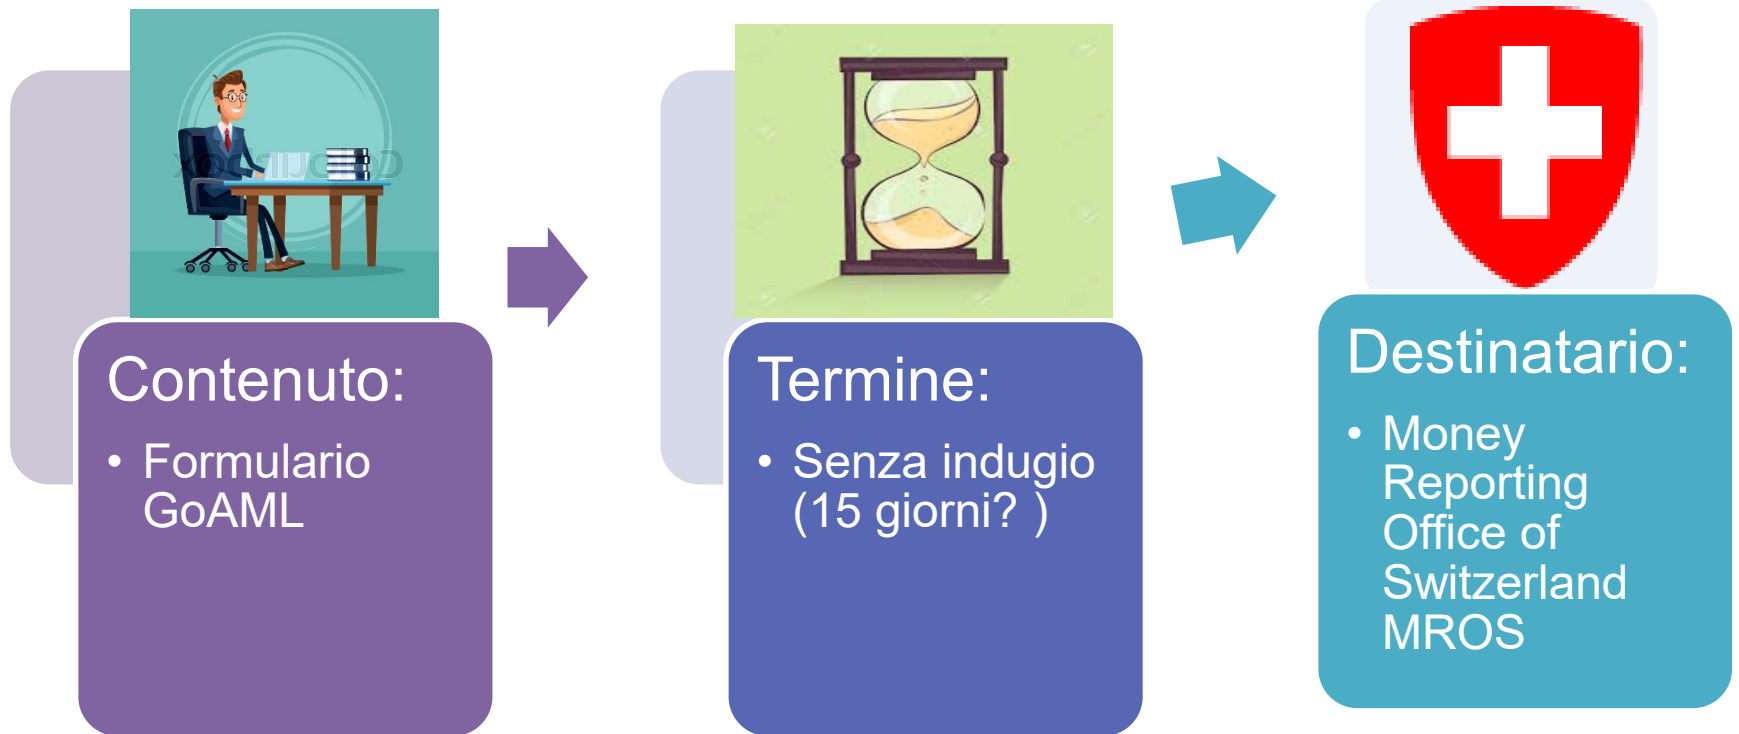 Contenuto:
• Formulario
GoAML
Termine:
• Senza indugio
(15 giorni? )
Destinatario:
• Money
Reporting
Office of
Switzerland
MROS